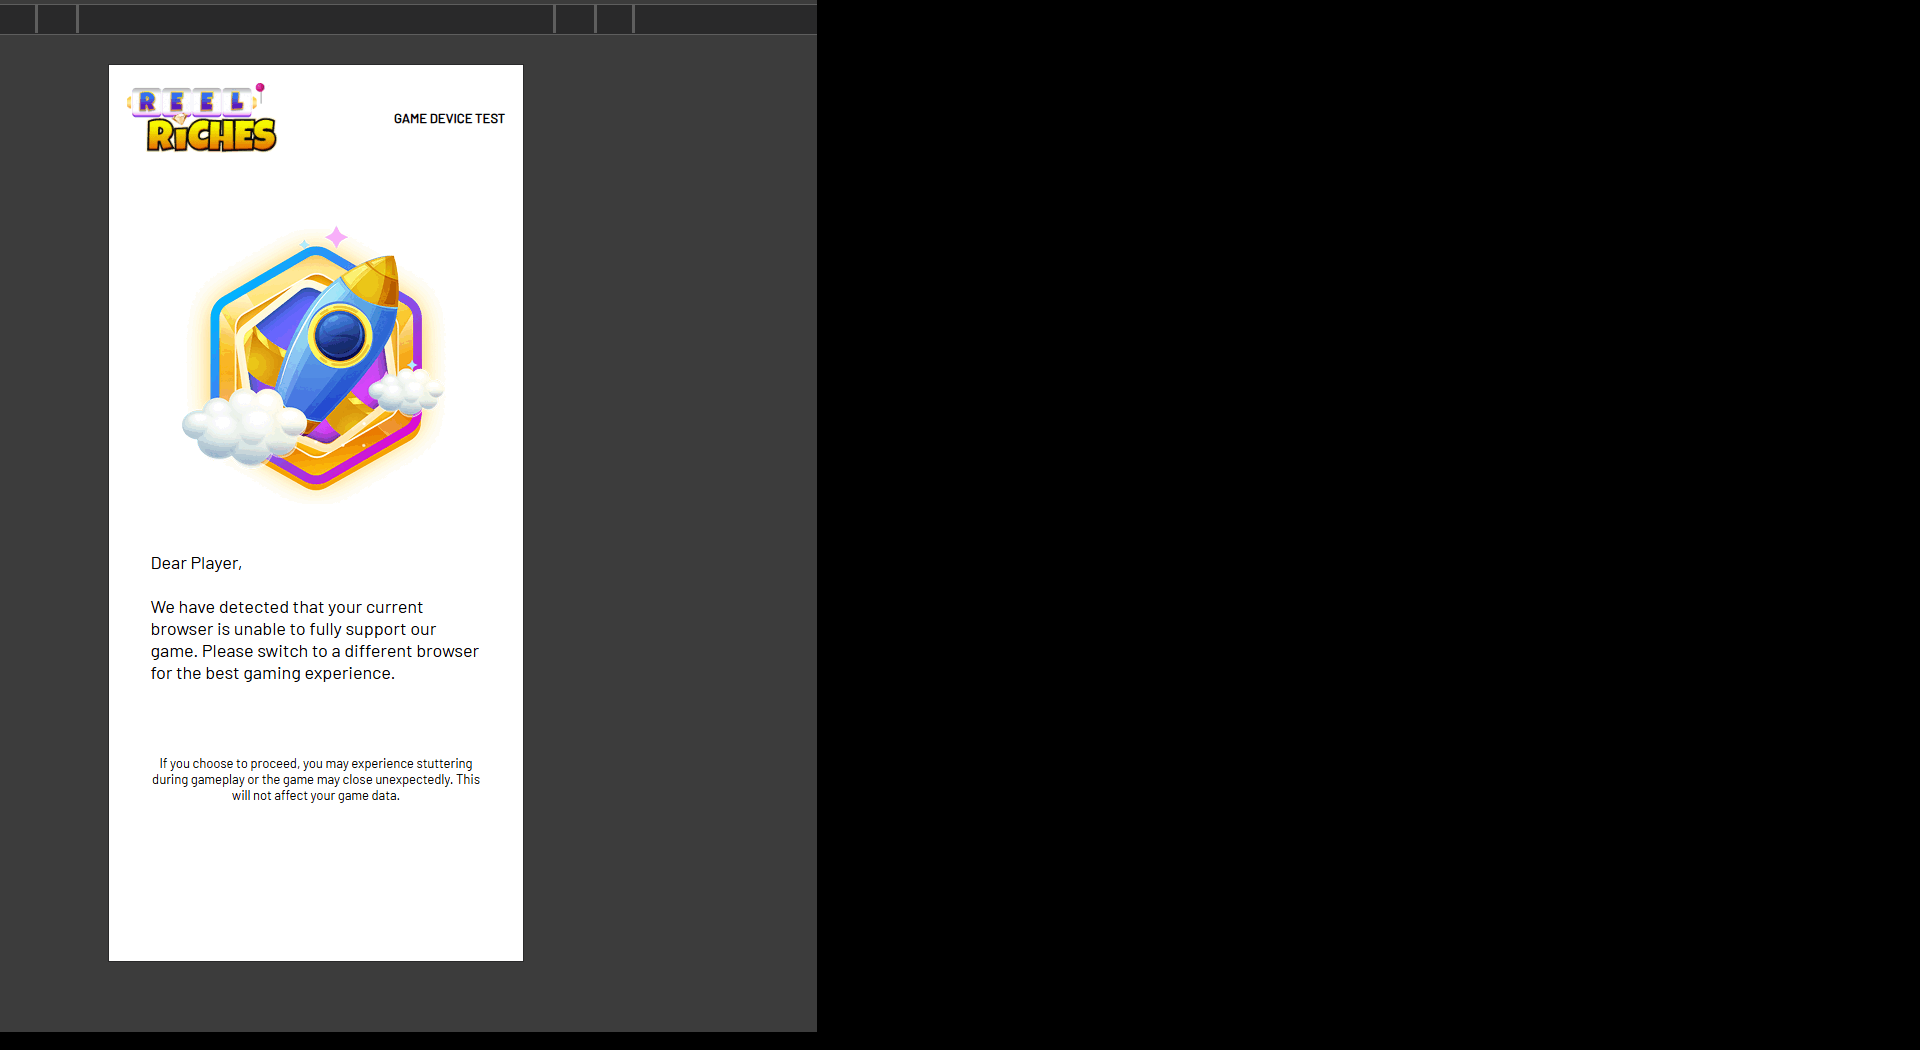 REEL
RiCHES
GAME DEVICE TEST
Dear Player,
We have detected that your current
browser is unable to fully support our
game. Please switch to a different browser
for the best gaming experience.
If you choose to proceed, you may experience stuttering
during gameplay or the game may close unexpectedly. This
will not affect your game data.